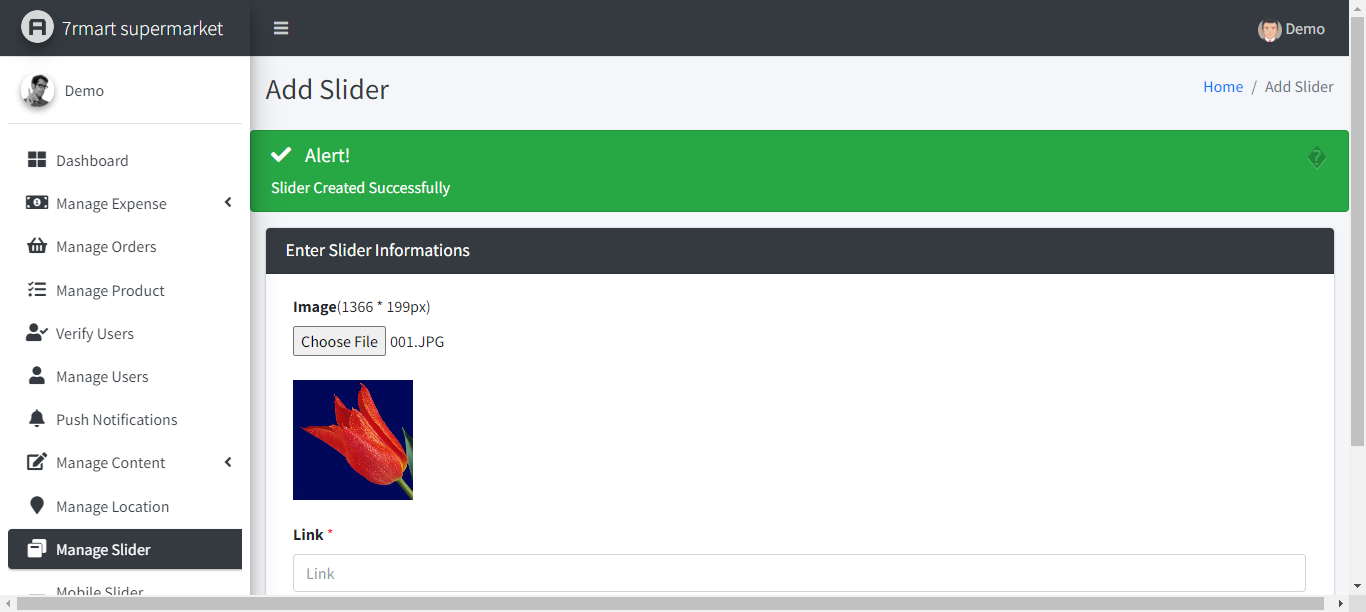 7rmart supermarket
Demo
Demo
Dashboard
Manage Expense
Manage Orders
Manage Product
Verify Users
Manage Users
Push Notifications
Manage Content
Manage Location
Manage Slider
Mobile Slider
Add Slider
Home / Add Slider
Alert!
�
Slider Created Successfully
Enter Slider Informations
Image(1366 * 199px)
Choose File 001.JPG
Link *
Link